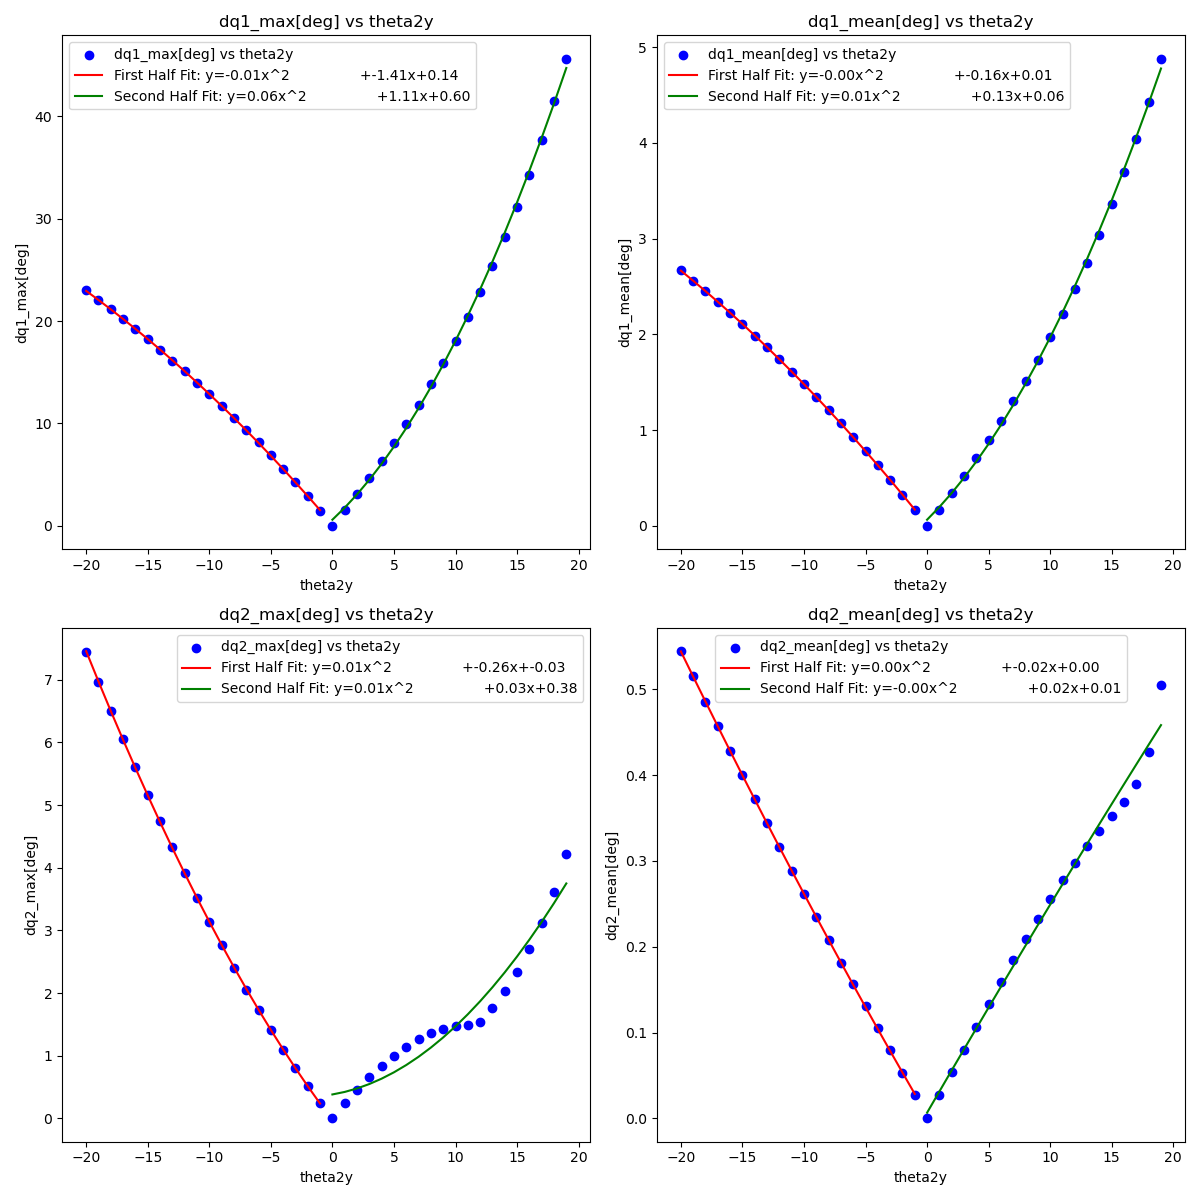 dq1_max[deg] vs theta2y
dq1_max[deg] vs theta2y
First Half Fit: y=-0.01x^2 +-1.41x+0.14
Second Half Fit: y=0.06x^2 +1.11x+0.60
dq1_max[deg]
40
30
20
10
0
−20 −15 −10 −5 0 5 10 15 20
theta2y
dq1_mean[deg] vs theta2y
dq1_mean[deg] vs theta2y
First Half Fit: y=-0.00x^2 +-0.16x+0.01
Second Half Fit: y=0.01x^2 +0.13x+0.06
dq1_mean[deg]
5
4
3
2
1
0
−20 −15 −10 −5 0 5 10 15 20
theta2y
dq2_max[deg] vs theta2y
dq2_max[deg] vs theta2y
First Half Fit: y=0.01x^2 +-0.26x+-0.03
Second Half Fit: y=0.01x^2 +0.03x+0.38
dq2_max[deg]
7
6
5
4
3
2
1
0
−20 −15 −10 −5 0 5 10 15 20
theta2y
dq2_mean[deg] vs theta2y
dq2_mean[deg] vs theta2y
First Half Fit: y=0.00x^2 +-0.02x+0.00
Second Half Fit: y=-0.00x^2 +0.02x+0.01
dq2_mean[deg]
0.5
0.4
0.3
0.2
0.1
0.0
−20 −15 −10 −5 0 5 10 15 20
theta2y